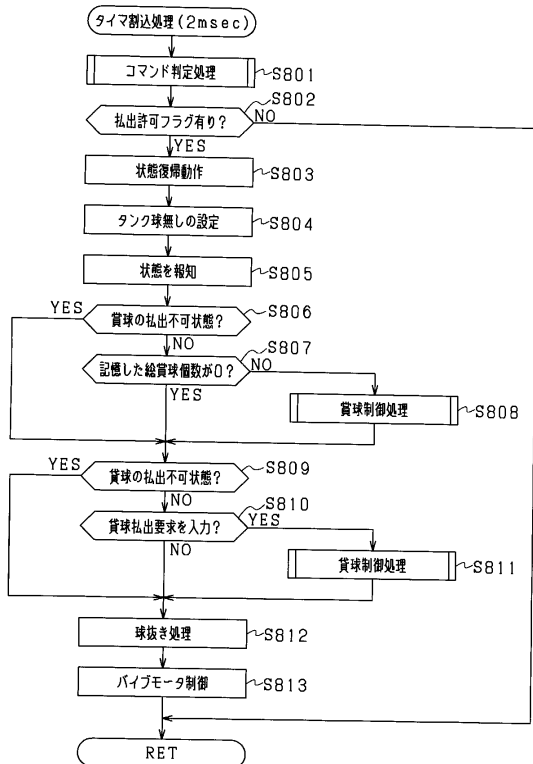 タイマ割込処理(2msec)
コマンド判定処理
S801
払出許可フラグ有り?
S802
NO
YES
状態復帰動作
S803
タンク球無しの設定
S804
状態を報知
S805
YES
賞球の払出不可状態?
S806
NO
記憶した総賞球個数が0?
S807
NO
YES
賞球制御処理
S808
YES
貸球の払出不可状態?
S809
NO
貸球払出要求を入力?
S810
YES
NO
貸球制御処理
S811
球抜き処理
S812
バイブモータ制御
S813
RET